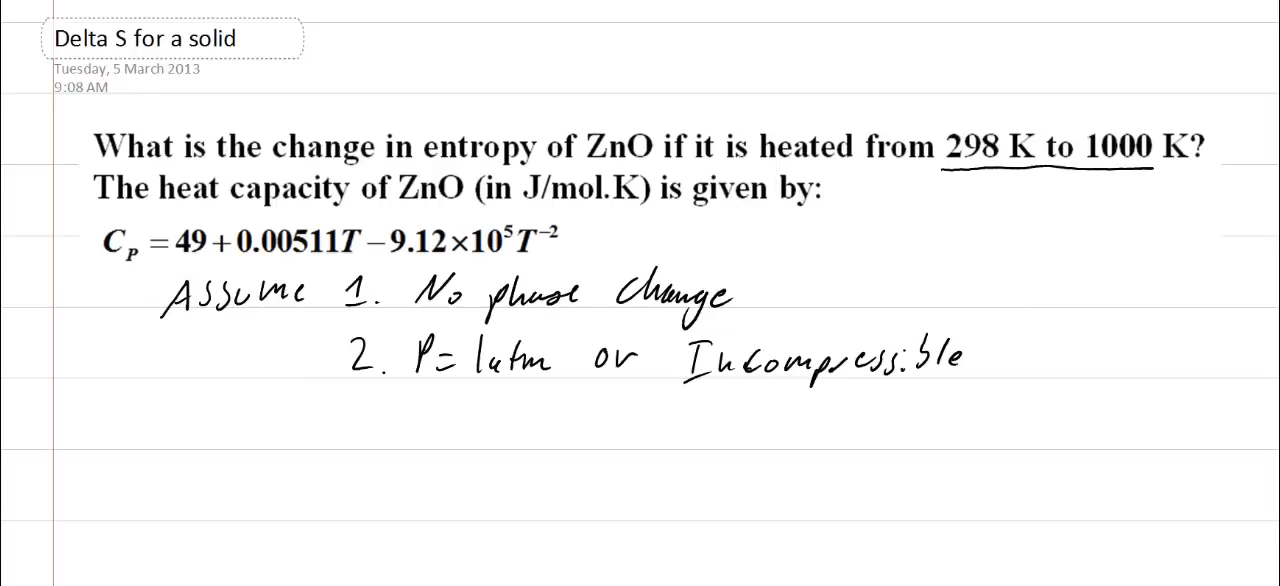 Delta S for a solid
Tuesday, 5 March 2013
9:08 AM
What is the change in entropy of ZnO if it is heated from 298 K to 1000 K?
The heat capacity of ZnO (in J/mol.K) is given by:
C_P = 49 + 0.00511T − 9.12×10⁵T⁻²
Assume 1. No phase change
2. P = 1atm or Incompressible